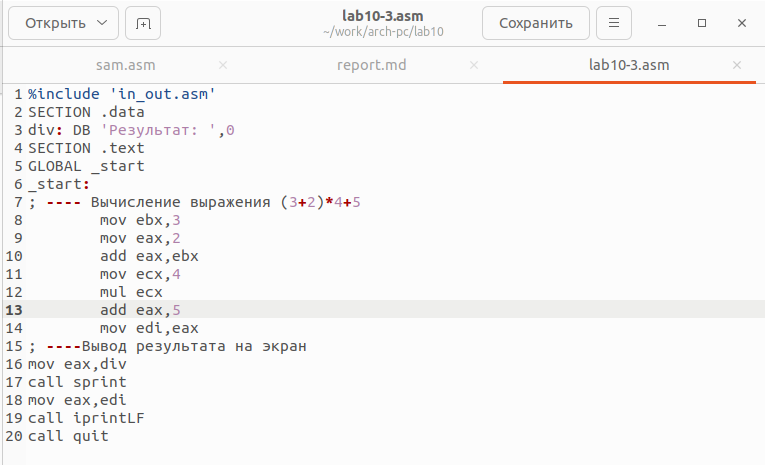 Открыть
lab10-3.asm
~/work/arch-pc/lab10
Сохранить
sam.asm
report.md
lab10-3.asm
1 %include 'in_out.asm'
2 SECTION .data
3 div: DB 'Результат: ',0
4 SECTION .text
5 GLOBAL _start
6 _start:
7 ; ---- Вычисление выражения (3+2)*4+5
8         mov ebx,3
9         mov eax,2
10         add eax,ebx
11         mov ecx,4
12         mul ecx
13         add eax,5
14         mov edi,eax
15 ; ----Вывод результата на экран
16 mov eax,div
17 call sprint
18 mov eax,edi
19 call iprintLF
20 call quit